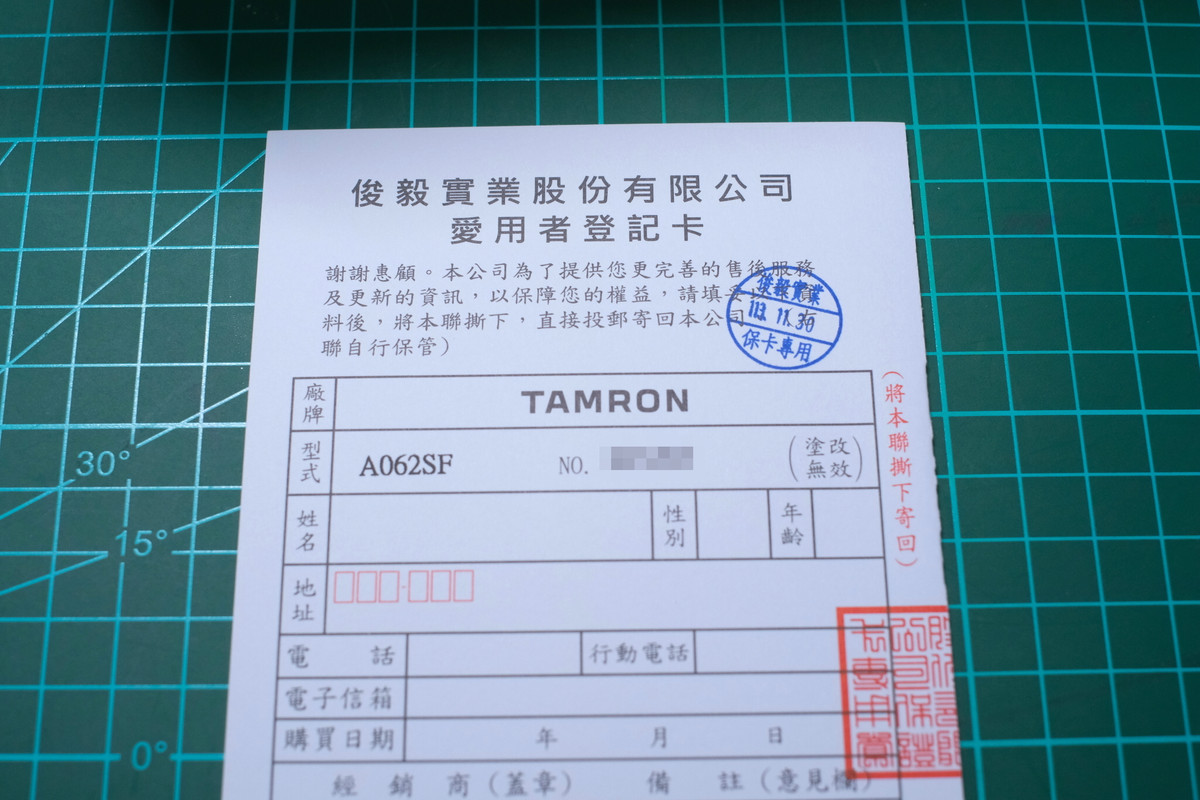 俊毅實業股份有限公司
愛用者登記卡
謝謝惠顧。本公司為了提供您更完善的售後服務
及更新的資訊，以保障您的權益，請填妥以
料後，將本聯撕下，直接投郵寄回本公司
聯自行保管）
俊毅實業
113. 11. 30
保卡專用
（將本聯撕下寄回）
廠牌 TAMRON
型式 A062SF NO. （塗改無效）
姓名 性別 年齡
地址
電話 行動電話
電子信箱
購買日期 年 月 日
經銷商（蓋章） 備註（意見欄）
30°
15°
0°